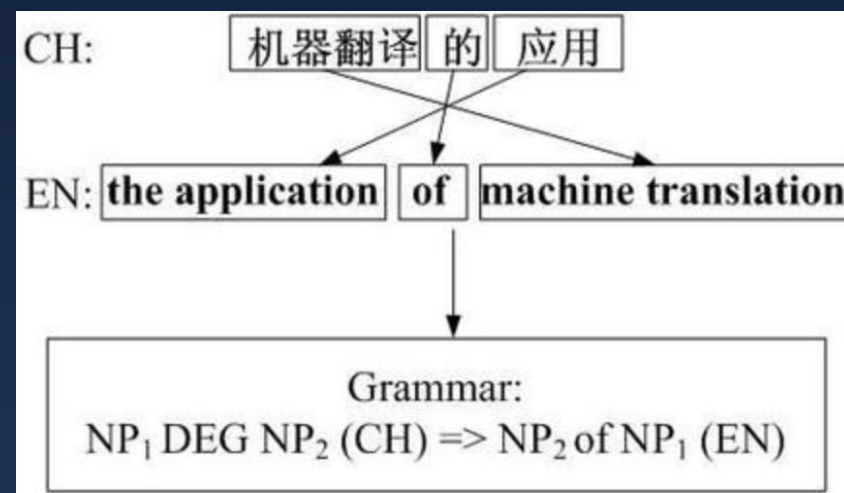 CH: 机器翻译 的 应用
EN: the application of machine translation
Grammar:
NP₁ DEG NP₂ (CH) => NP₂ of NP₁ (EN)